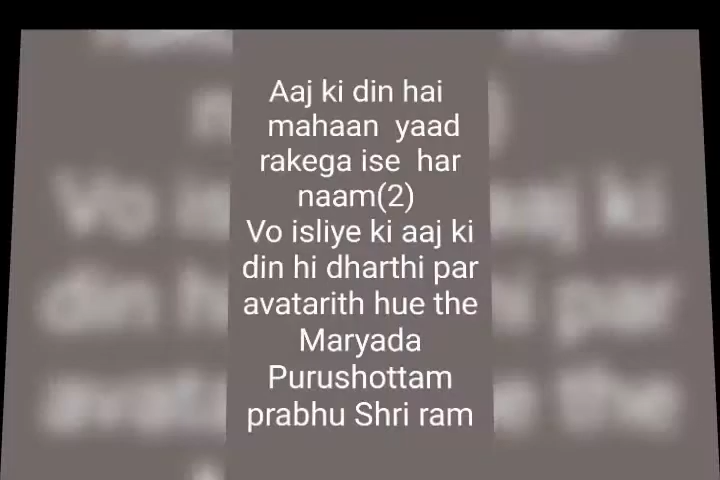 Aaj ki din hai
mahaan yaad
rakega ise har
naam(2)
Vo isliye ki aaj ki
din hi dharthi par
avatarith hue the
Maryada
Purushottam
prabhu Shri ram